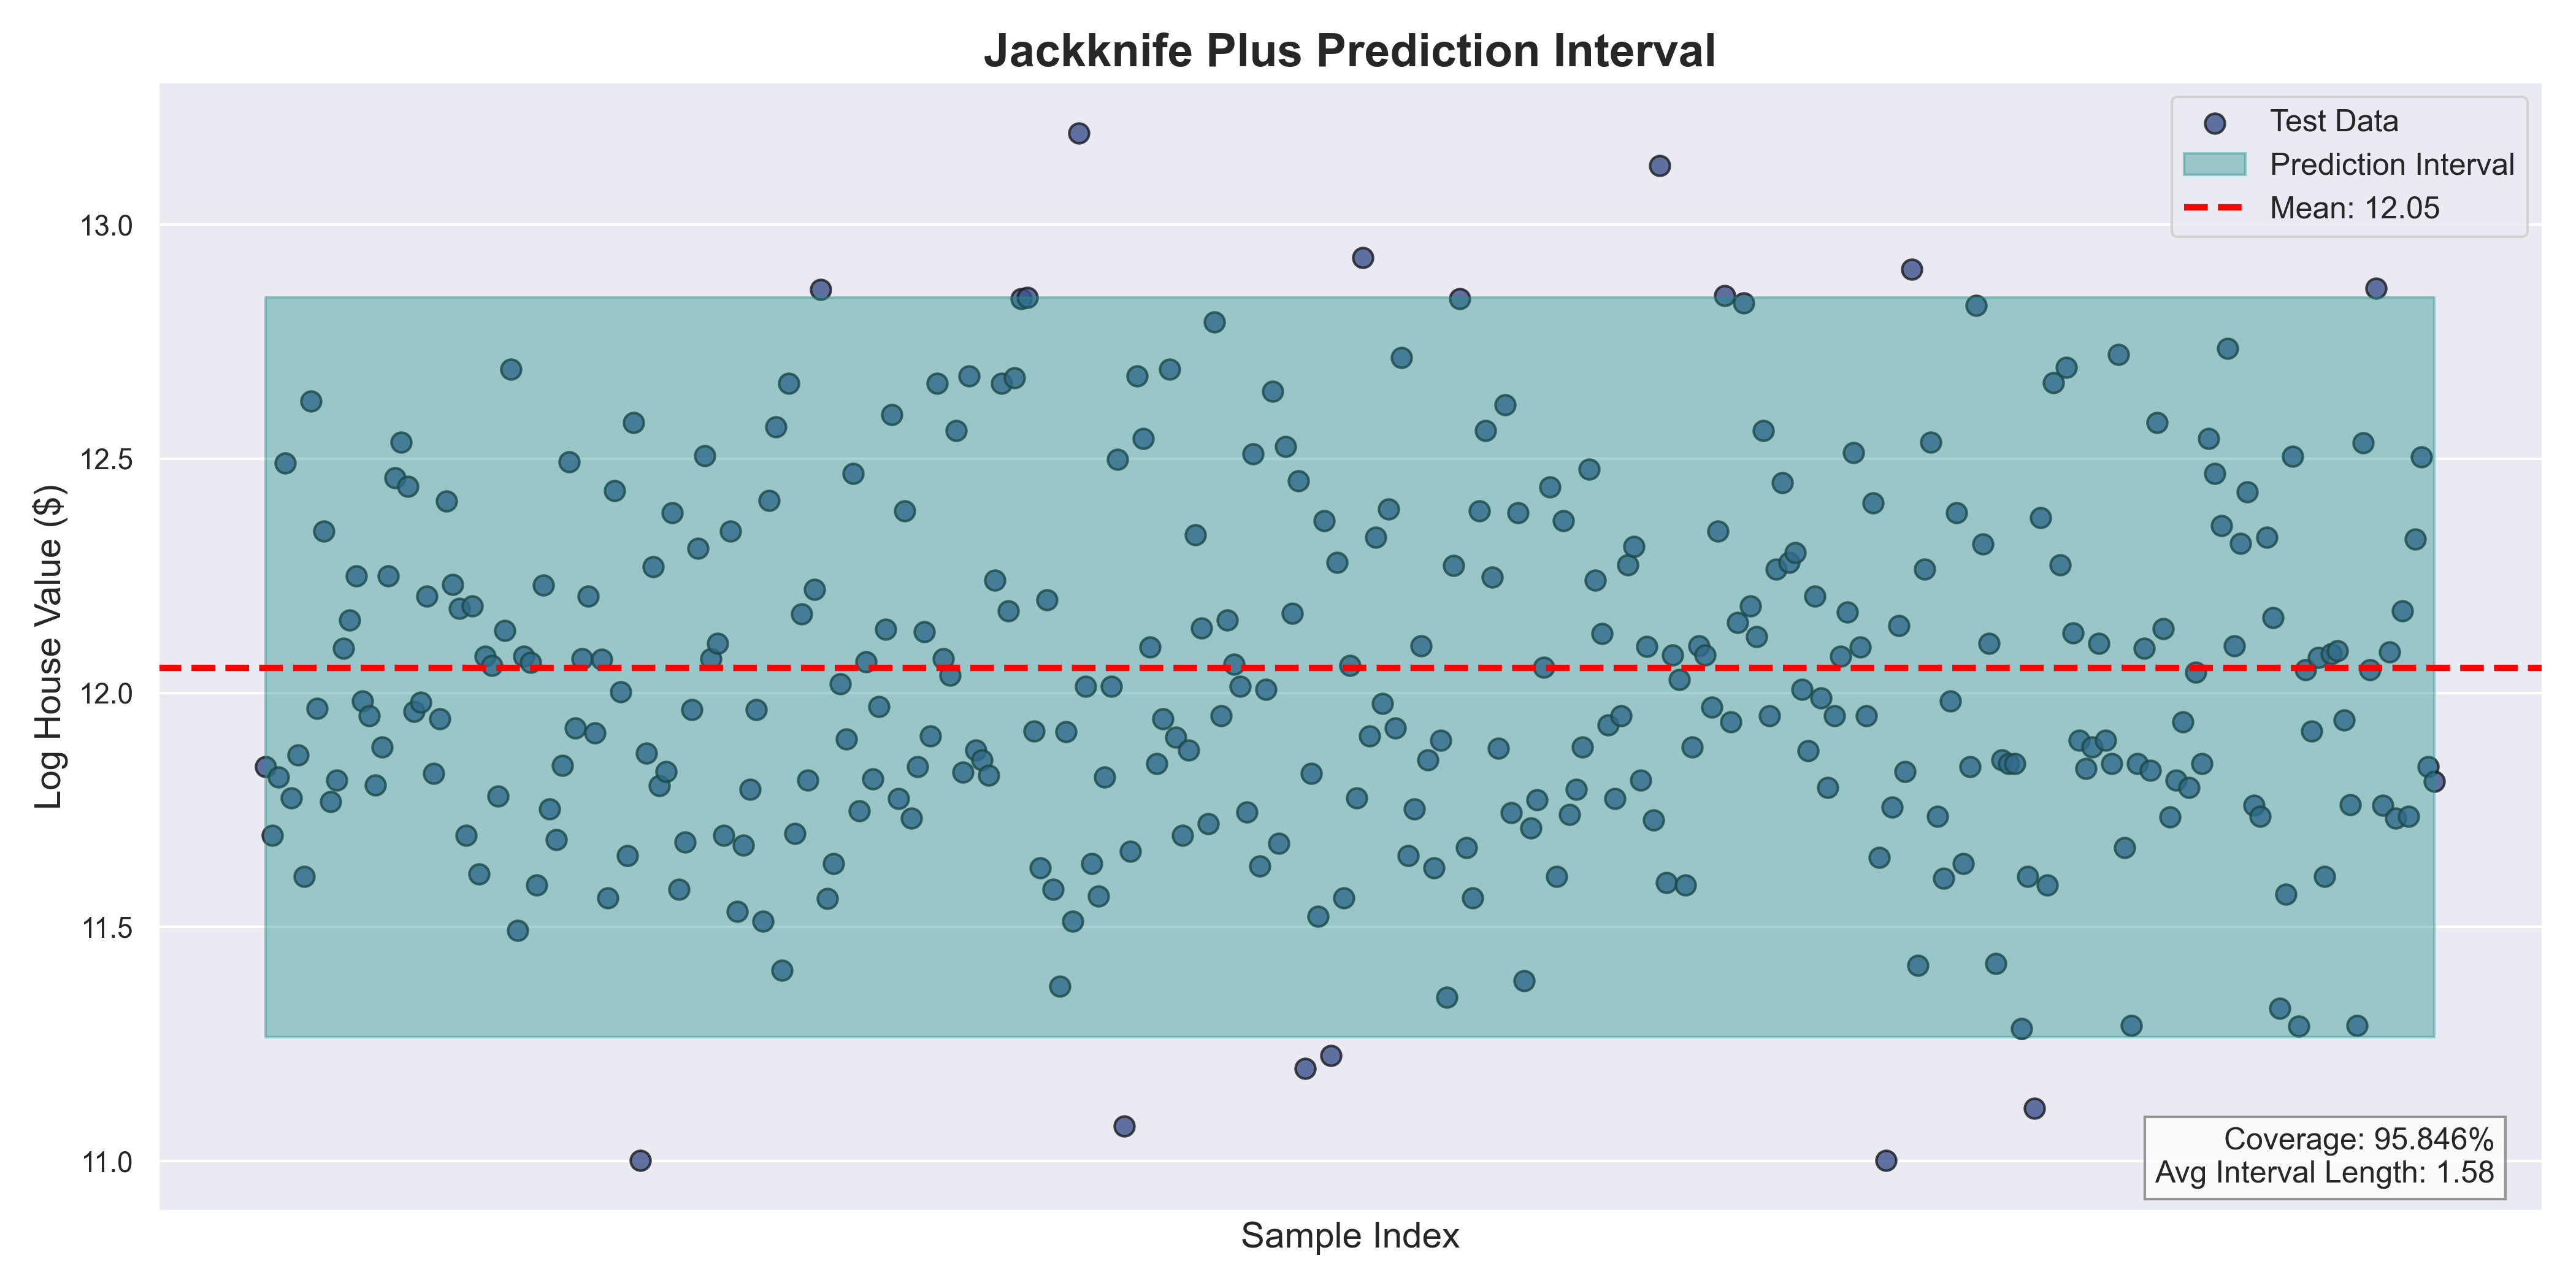 Jackknife Plus Prediction Interval
Test Data
Prediction Interval
Mean: 12.05
Log House Value ($)
13.0
12.5
12.0
11.5
11.0
Coverage: 95.846%
Avg Interval Length: 1.58
Sample Index